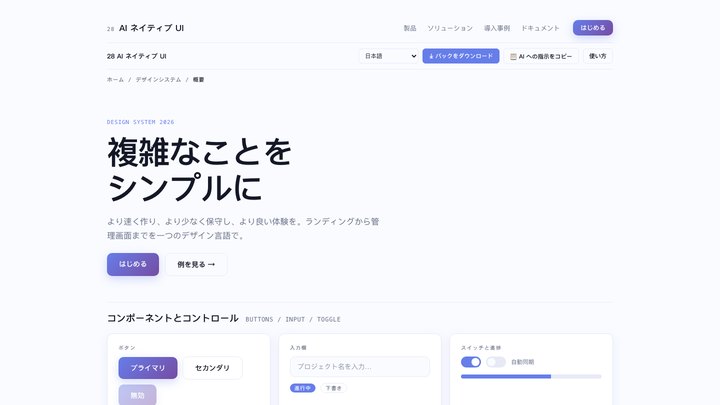 28 AI ネイティブ UI
製品 ソリューション 導入事例 ドキュメント はじめる
28 AI ネイティブ UI
日本語 パックをダウンロード AI への指示をコピー 使い方
ホーム / デザインシステム / 概要
DESIGN SYSTEM 2026
複雑なことを
シンプルに
より速く作り、より少なく保守し、より良い体験を。ランディングから管
理画面までを一つのデザイン言語で。
はじめる 例を見る →
コンポーネントとコントロール BUTTONS / INPUT / TOGGLE
ボタン
プライマリ セカンダリ
無効
入力欄
プロジェクト名を入力...
進行中 下書き
スイッチと進捗
自動同期